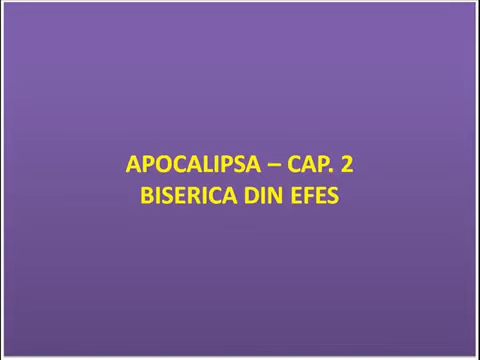 APOCALIPSA – CAP. 2
BISERICA DIN EFES